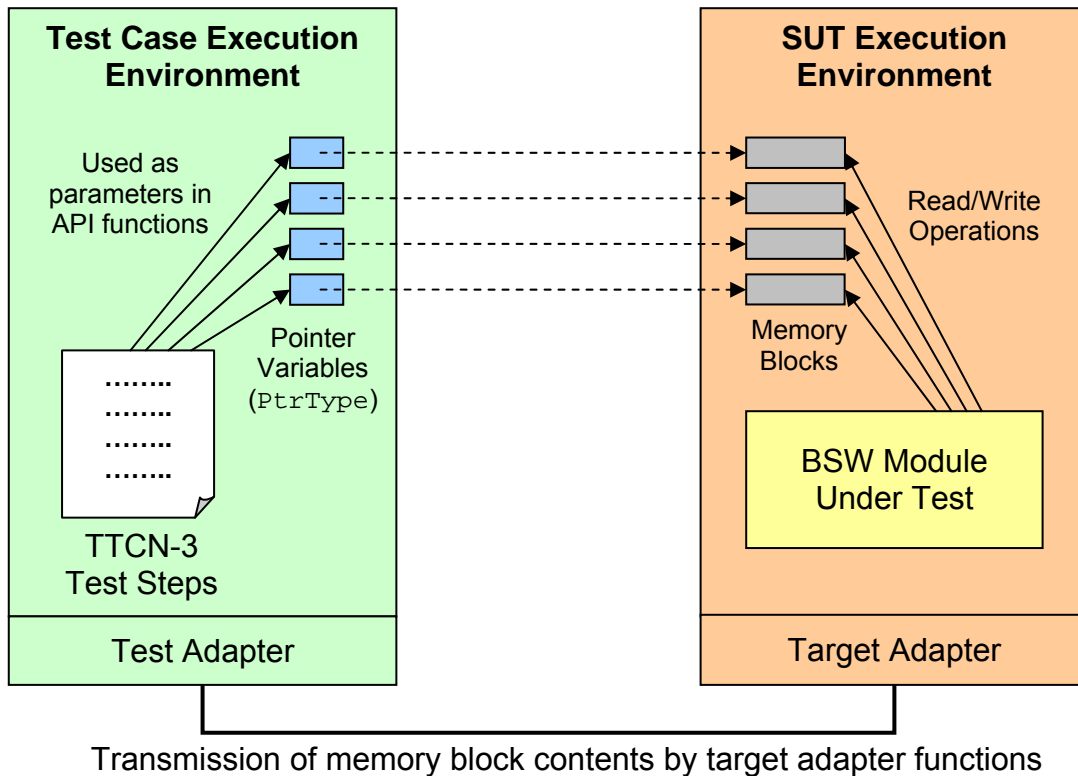 Test Case Execution
Environment
Used as
parameters in
API functions
Pointer
Variables
(PtrType)
........
........
........
........
TTCN-3
Test Steps
Test Adapter
SUT Execution
Environment
Read/Write
Operations
Memory
Blocks
BSW Module
Under Test
Target Adapter
Transmission of memory block contents by target adapter functions